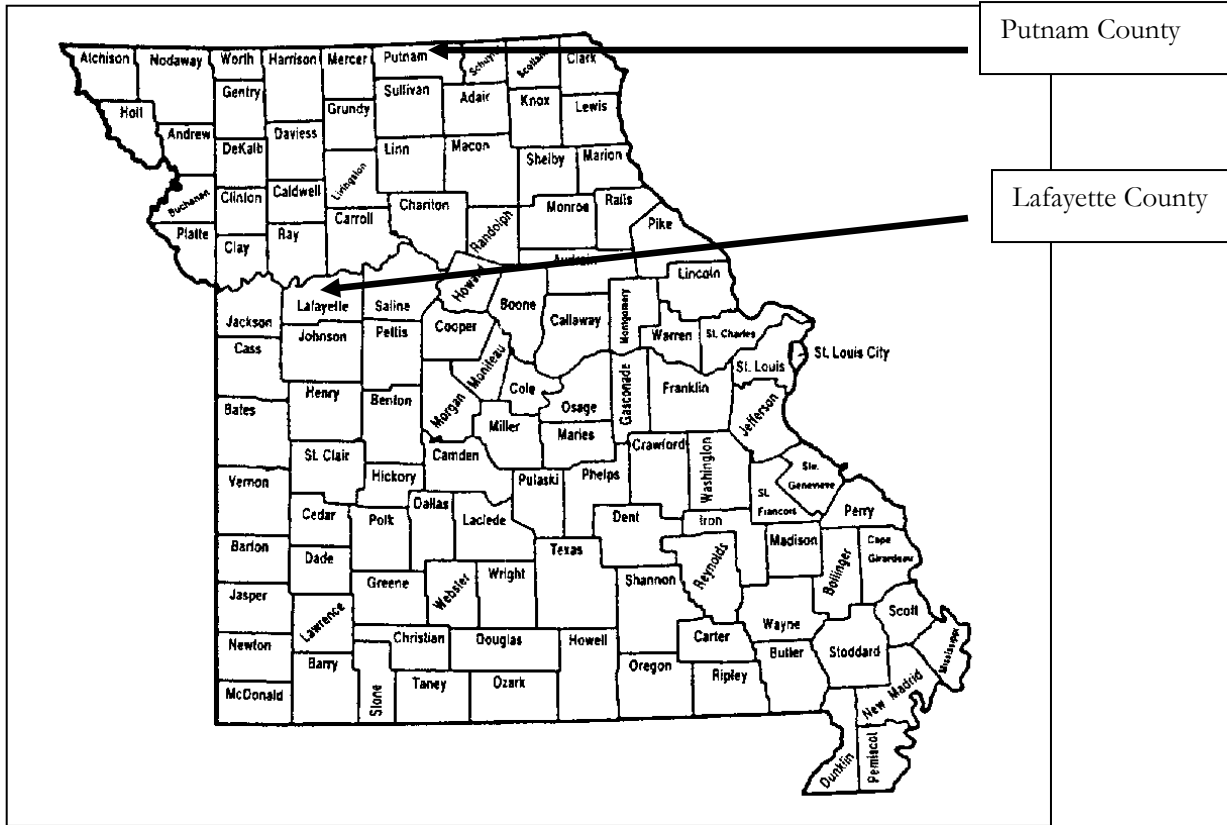 Putnam County
Lafayette County
Atchison
Nodaway
Worth
Harrison
Mercer
Putnam
Schuyler
Scotland
Clark
Gentry
Sullivan
Adair
Knox
Lewis
Holt
Grundy
Andrew
DeKalb
Daviess
Linn
Macon
Shelby
Marion
Buchanan
Clinton
Caldwell
Livingston
Chariton
Randolph
Monroe
Ralls
Platte
Clay
Ray
Carroll
Pike
Audrain
Howard
Lincoln
Lafayette
Saline
Boone
Callaway
Montgomery
Jackson
Johnson
Pettis
Cooper
Warren
St. Charles
Cass
Moniteau
St. Louis
St. Louis City
Henry
Benton
Morgan
Cole
Osage
Gasconade
Franklin
Jefferson
Bates
Miller
Maries
St. Clair
Camden
Crawford
Washington
Vernon
Hickory
Pulaski
Phelps
Ste.
Genevieve
St.
Francois
Perry
Cedar
Polk
Dallas
Laclede
Dent
Iron
Madison
Cape
Girardeau
Barton
Dade
Texas
Reynolds
Bollinger
Jasper
Greene
Webster
Wright
Shannon
Lawrence
Wayne
Scott
Mississippi
Newton
Christian
Douglas
Howell
Carter
Butler
Stoddard
Barry
Oregon
Ripley
McDonald
Stone
Taney
Ozark
New Madrid
Dunklin
Pemiscot